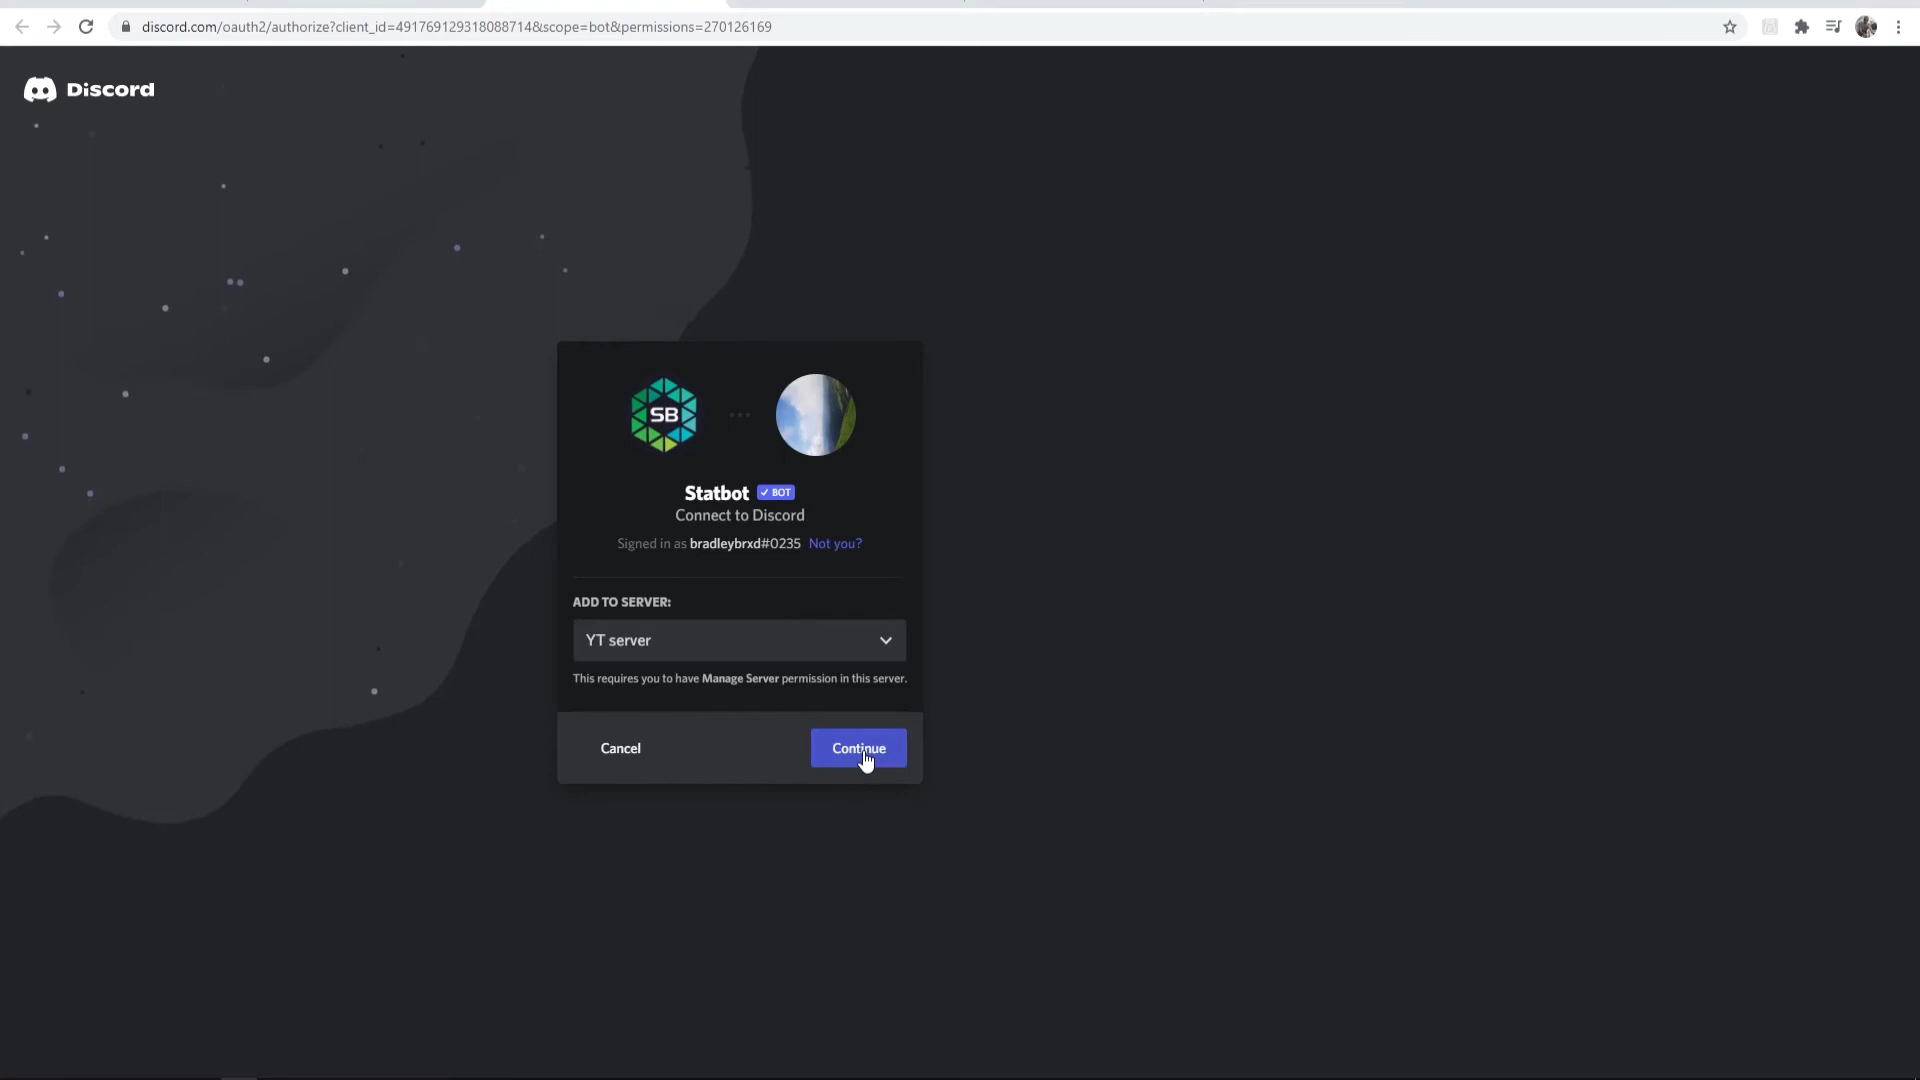 discord.com/oauth2/authorize?client_id=491769129318088714&scope=bot&permissions=270126169
Discord
SB
Statbot ✓ BOT
Connect to Discord
Signed in as bradleybrxd#0235 Not you?
ADD TO SERVER:
YT server
This requires you to have Manage Server permission in this server.
Cancel
Continue